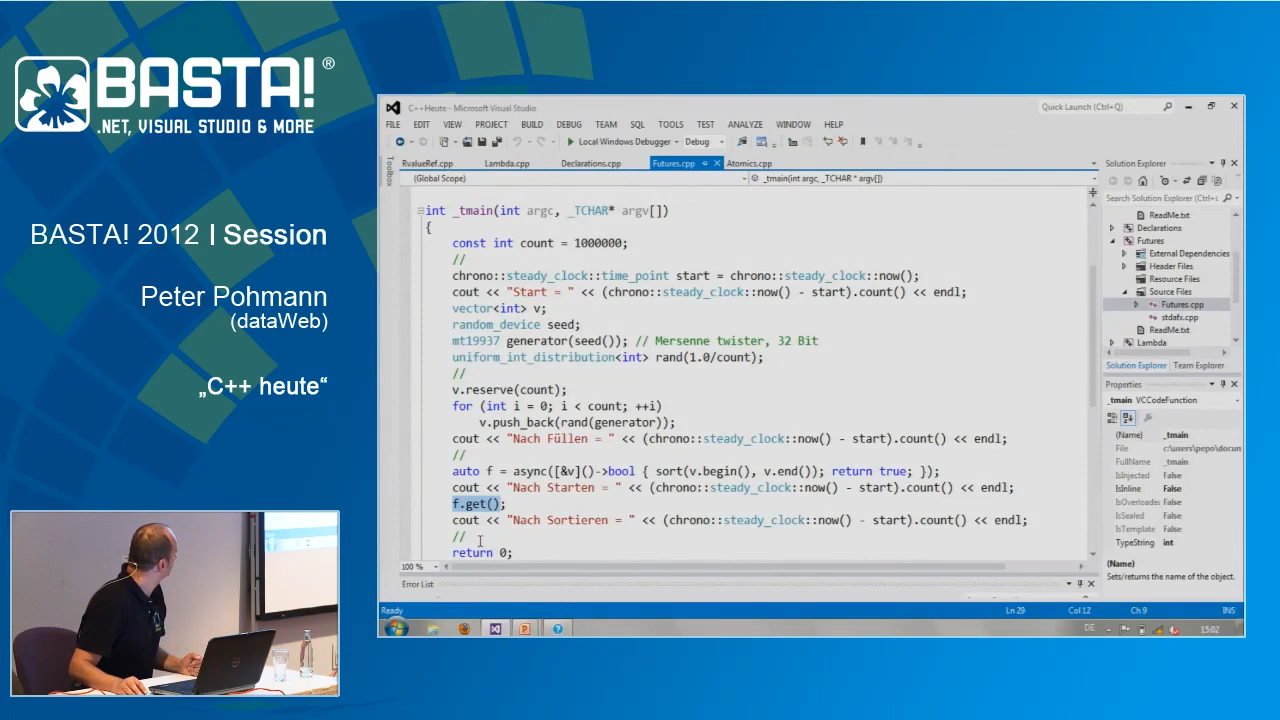 BASTA!®
.NET, VISUAL STUDIO & MORE
BASTA! 2012 | Session
Peter Pohmann
(dataWeb)
„C++ heute“
C++Heute - Microsoft Visual Studio
Quick Launch (Ctrl+Q)
FILE EDIT VIEW PROJECT BUILD DEBUG TEAM SQL TOOLS TEST ANALYZE WINDOW HELP
Local Windows Debugger Debug
Toolbox
RvalueRef.cpp Lambda.cpp Declarations.cpp Futures.cpp Atomics.cpp
(Global Scope) _tmain(int argc, _TCHAR * argv[])
int _tmain(int argc, _TCHAR* argv[])
{
const int count = 1000000;
//
chrono::steady_clock::time_point start = chrono::steady_clock::now();
cout << "Start = " << (chrono::steady_clock::now() - start).count() << endl;
vector<int> v;
random_device seed;
mt19937 generator(seed()); // Mersenne twister, 32 Bit
uniform_int_distribution<int> rand(1.0/count);
//
v.reserve(count);
for (int i = 0; i < count; ++i)
v.push_back(rand(generator));
cout << "Nach Füllen = " << (chrono::steady_clock::now() - start).count() << endl;
//
auto f = async([&v]()->bool { sort(v.begin(), v.end()); return true; });
cout << "Nach Starten = " << (chrono::steady_clock::now() - start).count() << endl;
f.get();
cout << "Nach Sortieren = " << (chrono::steady_clock::now() - start).count() << endl;
//
return 0;
100 %
Error List
Solution Explorer
Search Solution Explorer (Ctrl+ü
ReadMe.txt
Declarations
Futures
External Dependencies
Header Files
Resource Files
Source Files
Futures.cpp
stdafx.cpp
ReadMe.txt
Lambda
Solution Explorer Team Explorer
Properties
_tmain VCCodeFunction
(Name) _tmain
File c:\users\pepo\docum
FullName _tmain
IsInjected False
IsInline False
IsOverloaded False
IsSealed False
IsTemplate False
TypeString int
(Name)
Sets/returns the name of the object.
Ready Ln 29 Col 12 Ch 9 INS
DE 15:02